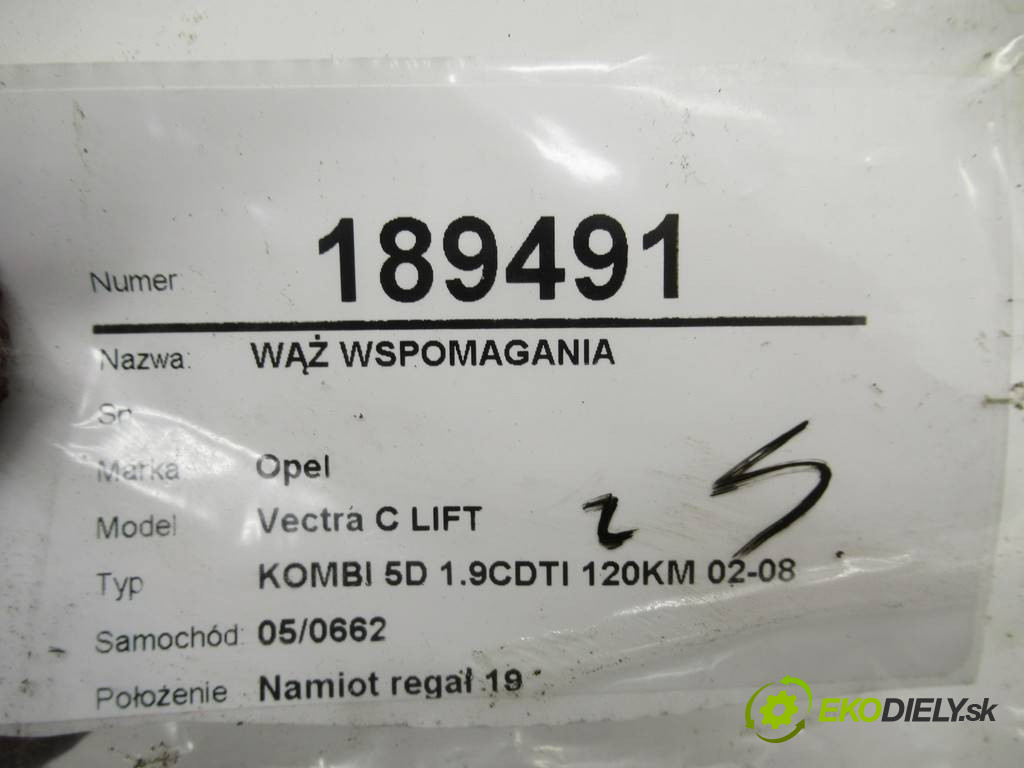 Numer 189491
Nazwa: WĄŻ WSPOMAGANIA
Sp
Marka Opel
Model Vectra C LIFT
Typ KOMBI 5D 1.9CDTI 120KM 02-08
Samochód: 05/0662
Położenie Namiot regał 19
EKODIELY.sk